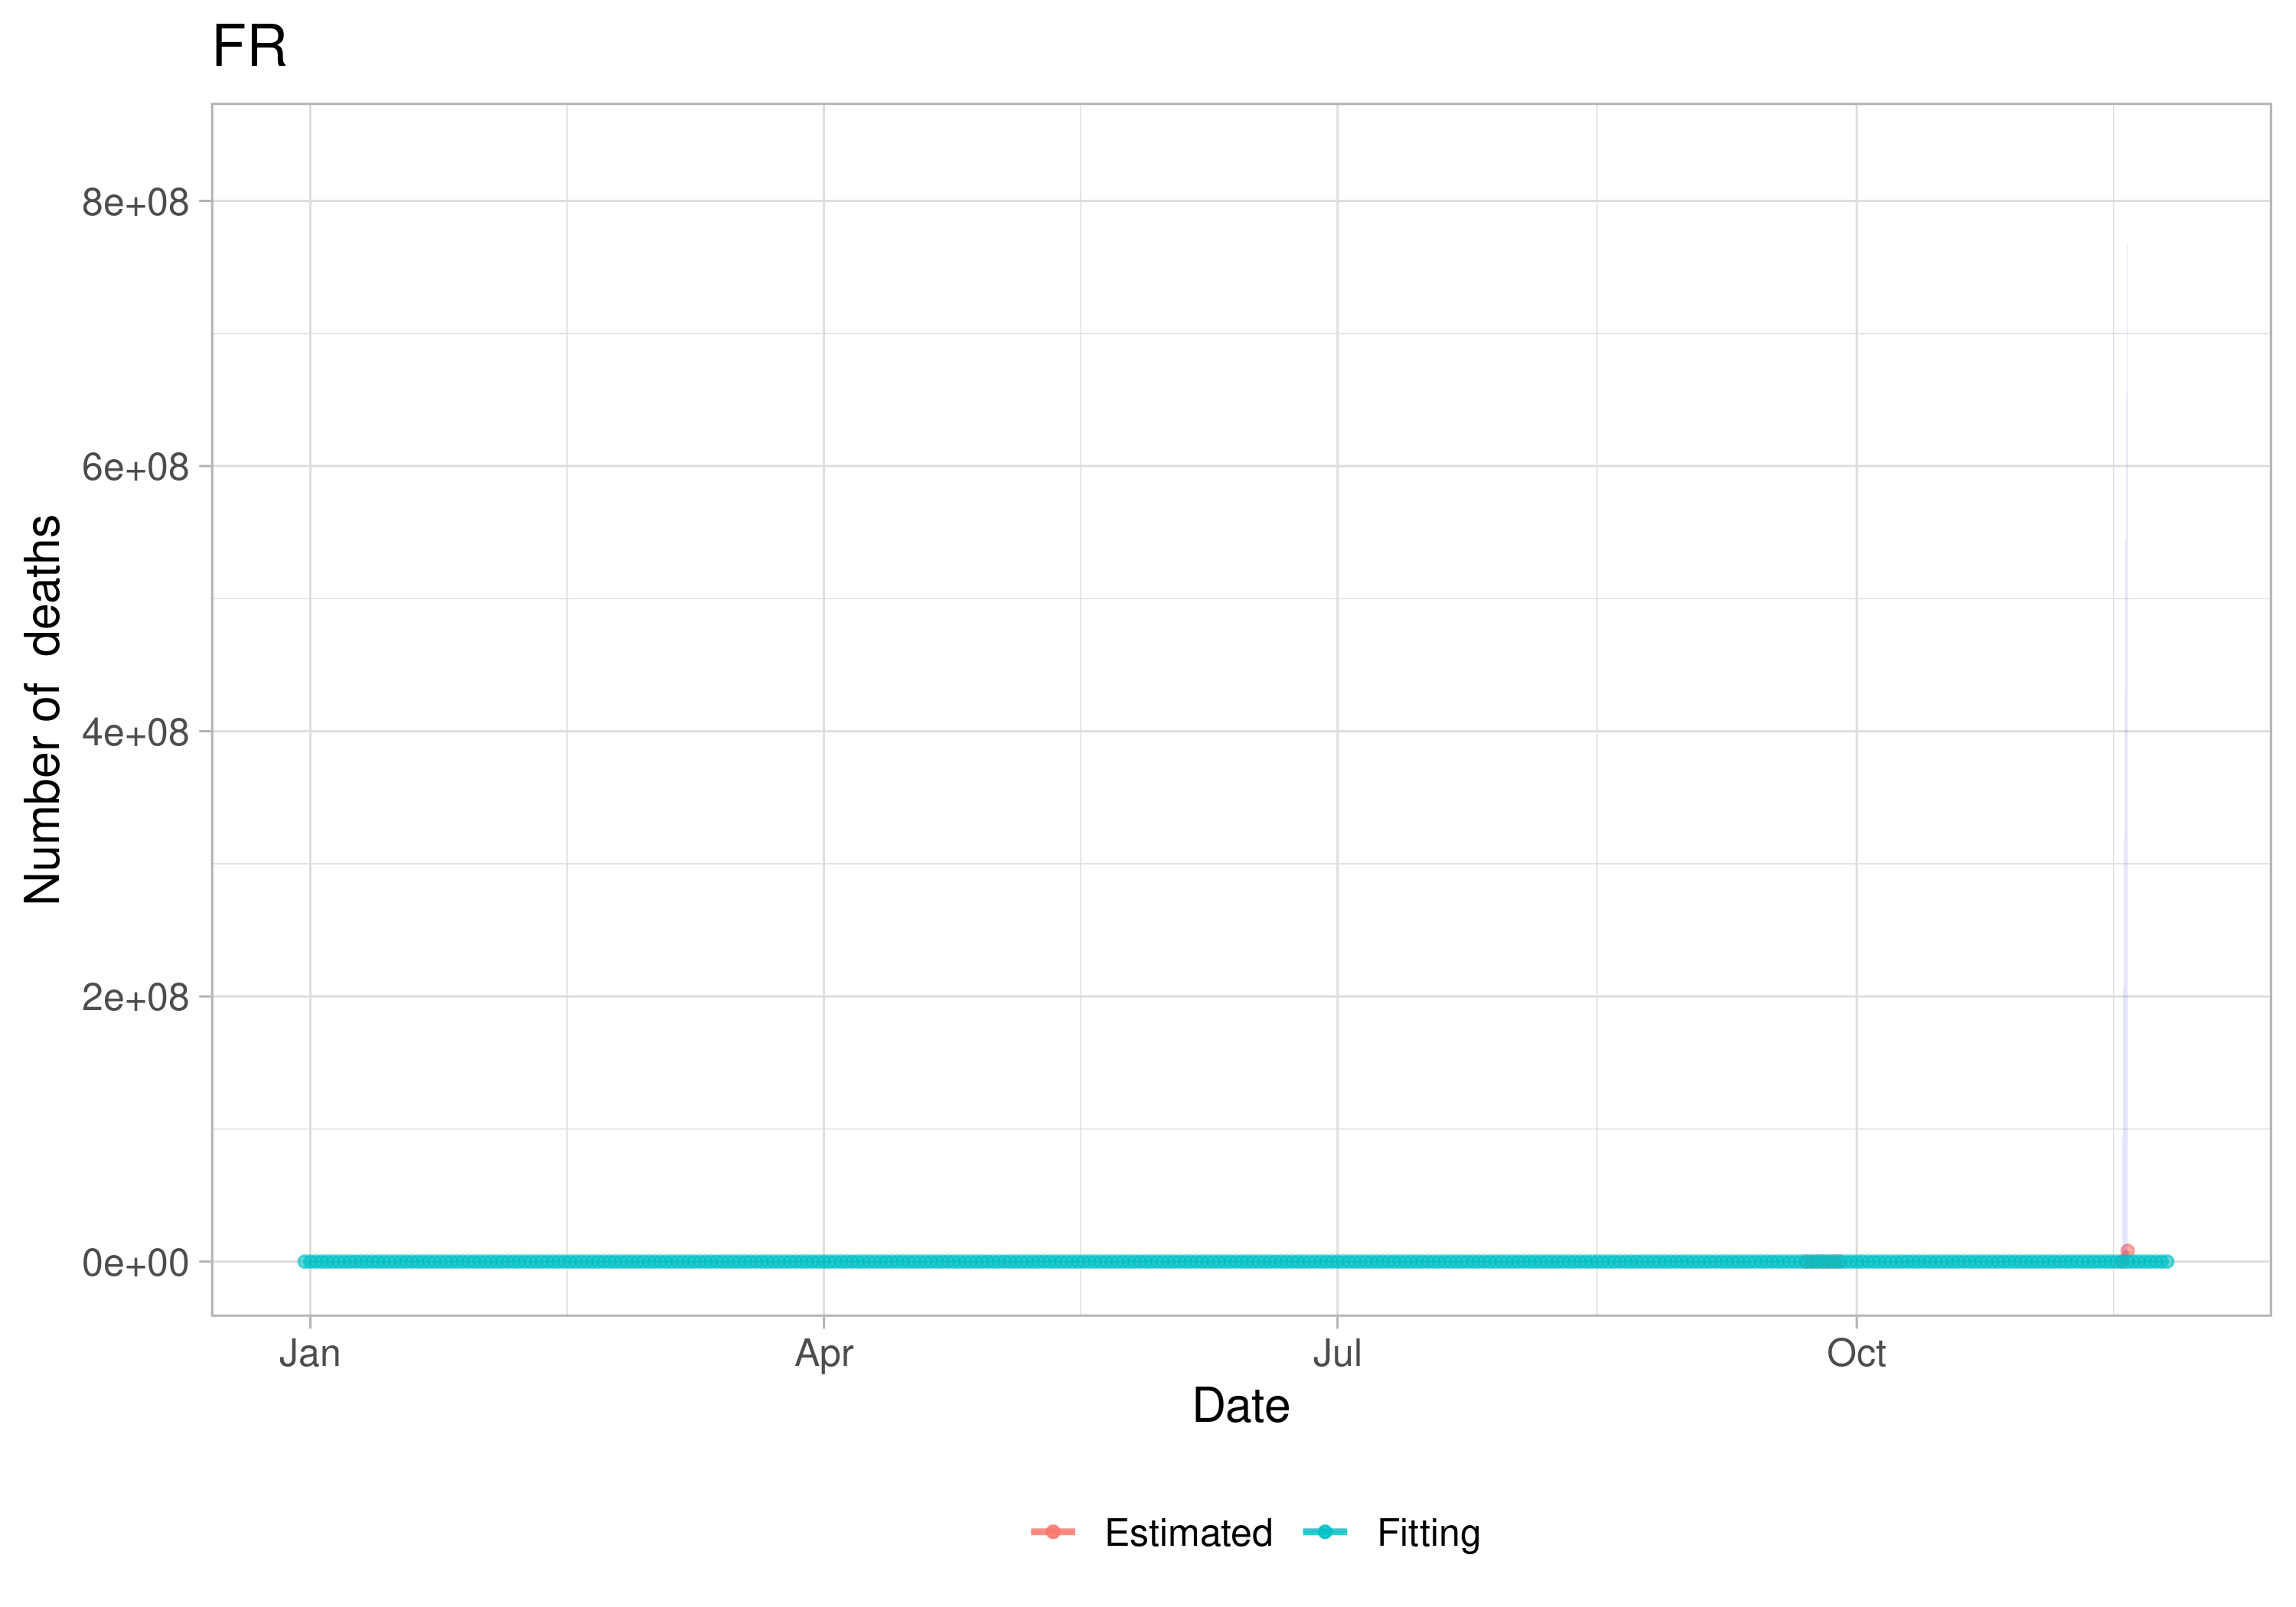 FR
8e+08
6e+08
4e+08
2e+08
0e+00
Number of  deaths
Jan
Apr
Jul
Oct
Date
Estimated
Fitting